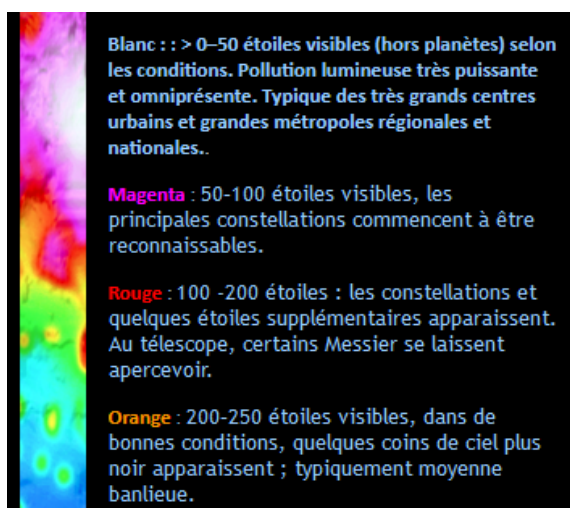 Blanc : : > 0–50 étoiles visibles (hors planètes) selon
les conditions. Pollution lumineuse très puissante
et omniprésente. Typique des très grands centres
urbains et grandes métropoles régionales et
nationales..
Magenta : 50-100 étoiles visibles, les
principales constellations commencent à être
reconnaissables.
Rouge : 100 -200 étoiles : les constellations et
quelques étoiles supplémentaires apparaissent.
Au télescope, certains Messier se laissent
apercevoir.
Orange : 200-250 étoiles visibles, dans de
bonnes conditions, quelques coins de ciel plus
noir apparaissent ; typiquement moyenne
banlieue.